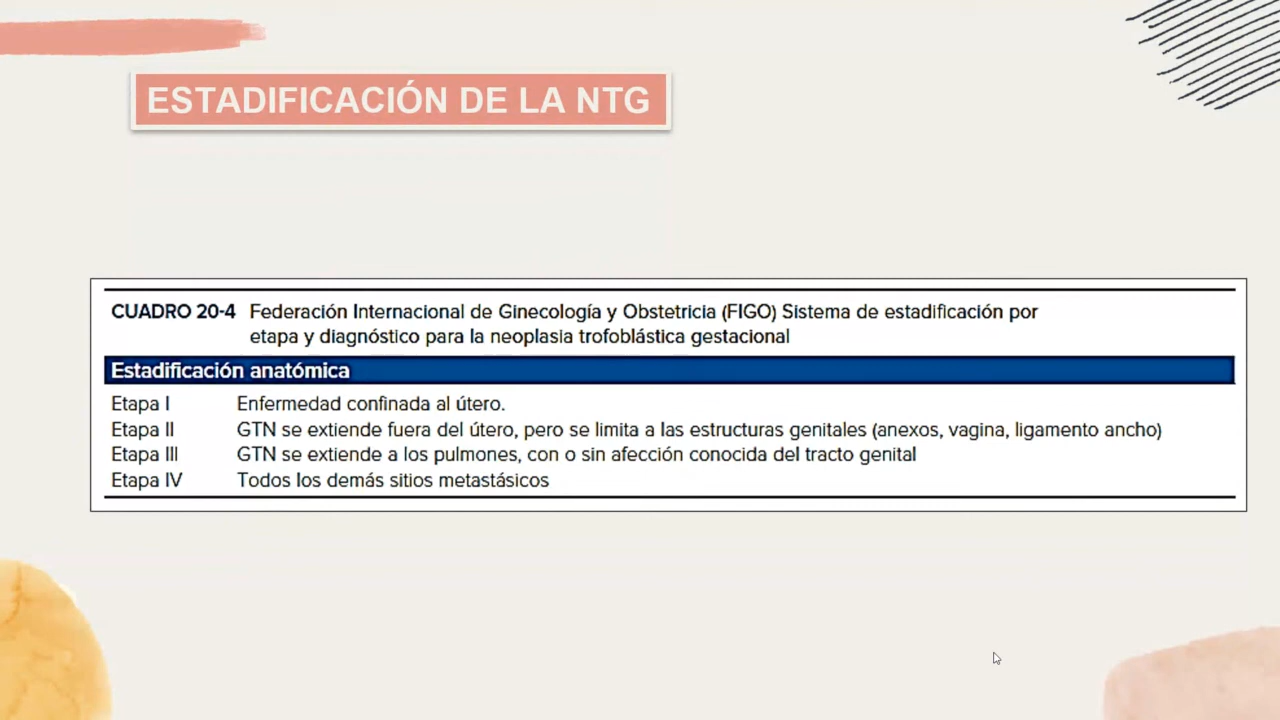 ESTADIFICACIÓN DE LA NTG
CUADRO 20-4 Federación Internacional de Ginecología y Obstetricia (FIGO) Sistema de estadificación por
etapa y diagnóstico para la neoplasia trofoblástica gestacional
Estadificación anatómica
Etapa I Enfermedad confinada al útero.
Etapa II GTN se extiende fuera del útero, pero se limita a las estructuras genitales (anexos, vagina, ligamento ancho)
Etapa III GTN se extiende a los pulmones, con o sin afección conocida del tracto genital
Etapa IV Todos los demás sitios metastásicos